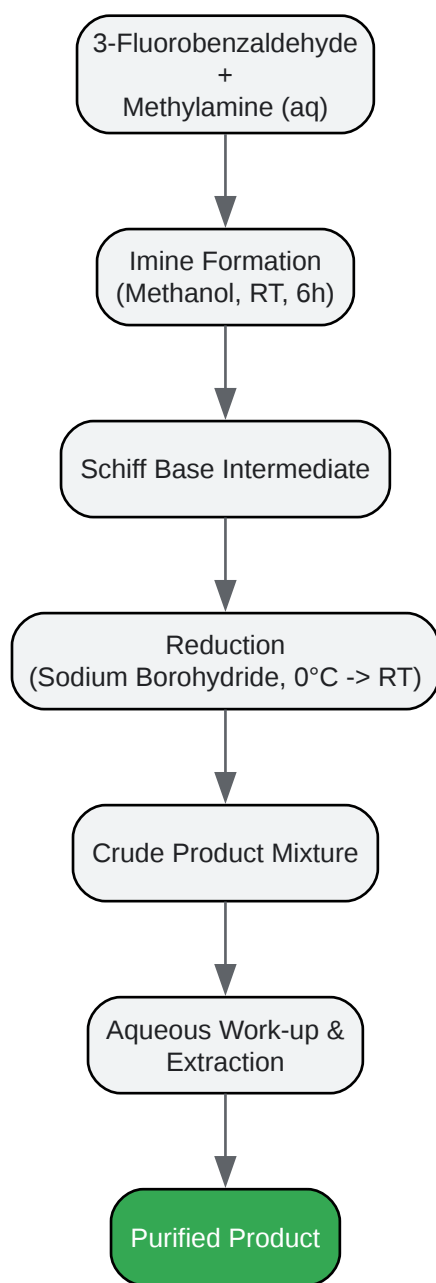 3-Fluorobenzaldehyde
+
Methylamine (aq)
Imine Formation
(Methanol, RT, 6h)
Schiff Base Intermediate
Reduction
(Sodium Borohydride, 0°C -> RT)
Crude Product Mixture
Aqueous Work-up &
Extraction
Purified Product